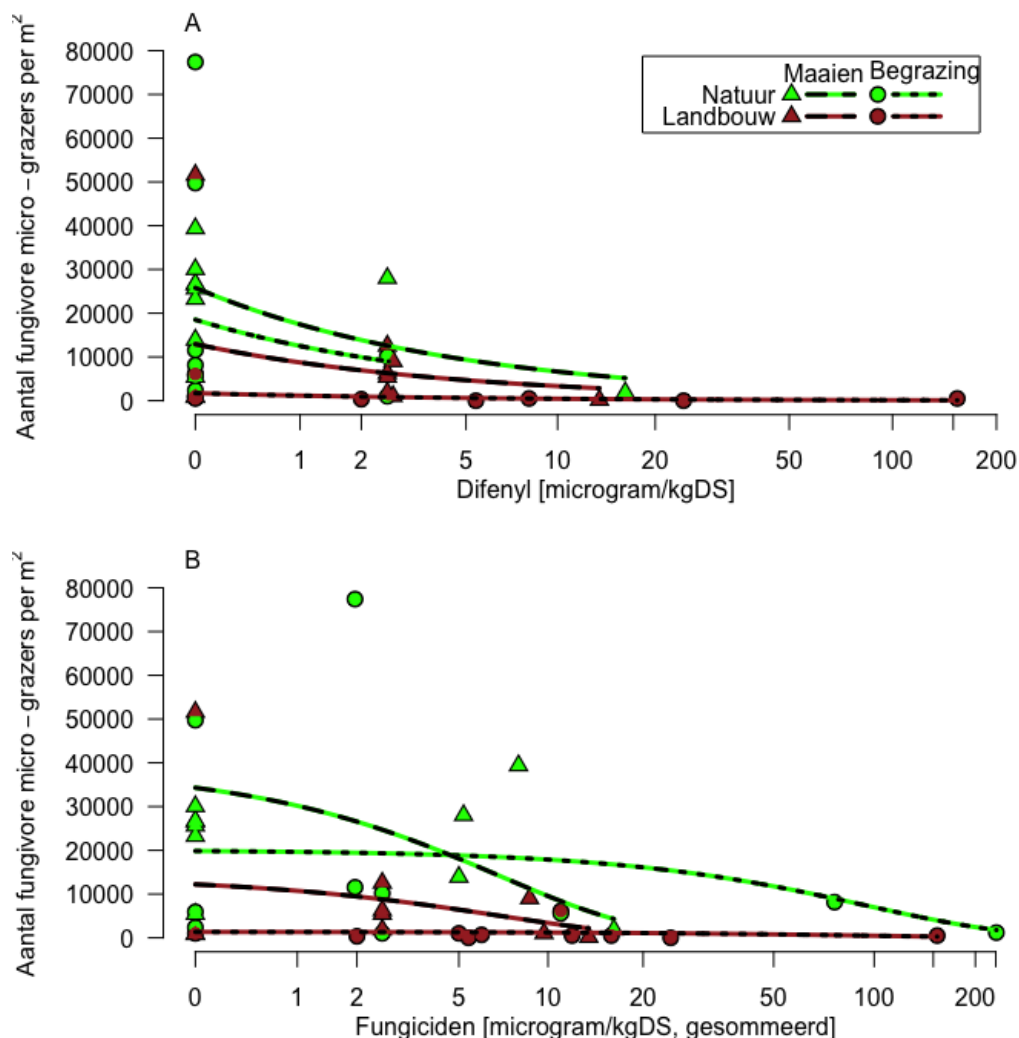 A
Aantal fungivore micro – grazers per m²
80000
70000
60000
50000
40000
30000
20000
10000
0
Maaien Begrazing
Natuur
Landbouw
0 1 2 5 10 20 50 100 200
Difenyl [microgram/kgDS]
B
Aantal fungivore micro – grazers per m²
80000
70000
60000
50000
40000
30000
20000
10000
0
0 1 2 5 10 20 50 100 200
Fungiciden [microgram/kgDS, gesommeerd]